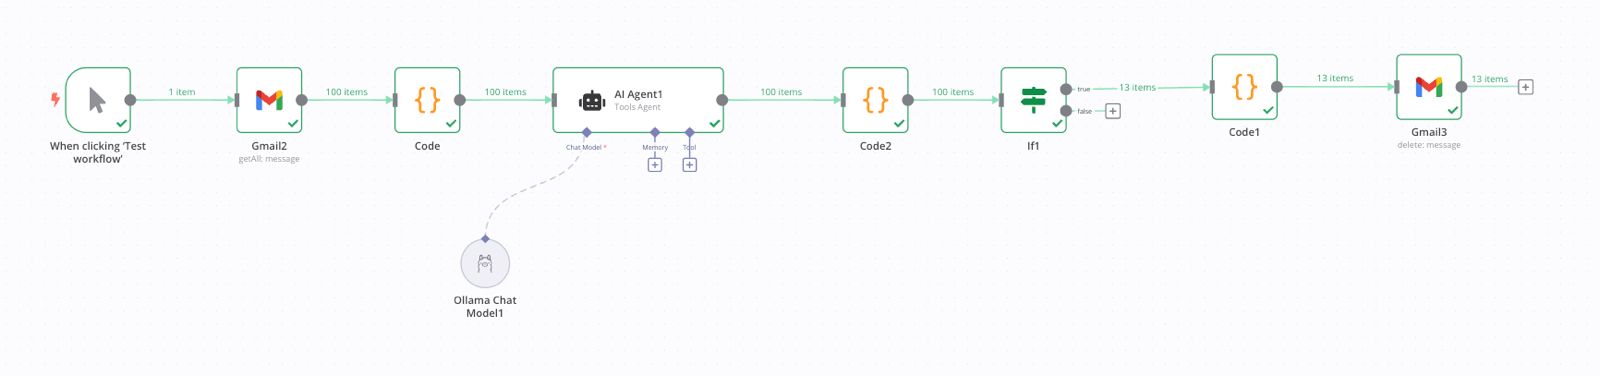 When clicking ‘Test
workflow’
1 item
Gmail2
getAll: message
100 items
Code
100 items
AI Agent1
Tools Agent
Chat Model *
Memory
Tool
Ollama Chat
Model1
100 items
Code2
100 items
If1
true
false
13 items
Code1
13 items
Gmail3
delete: message
13 items